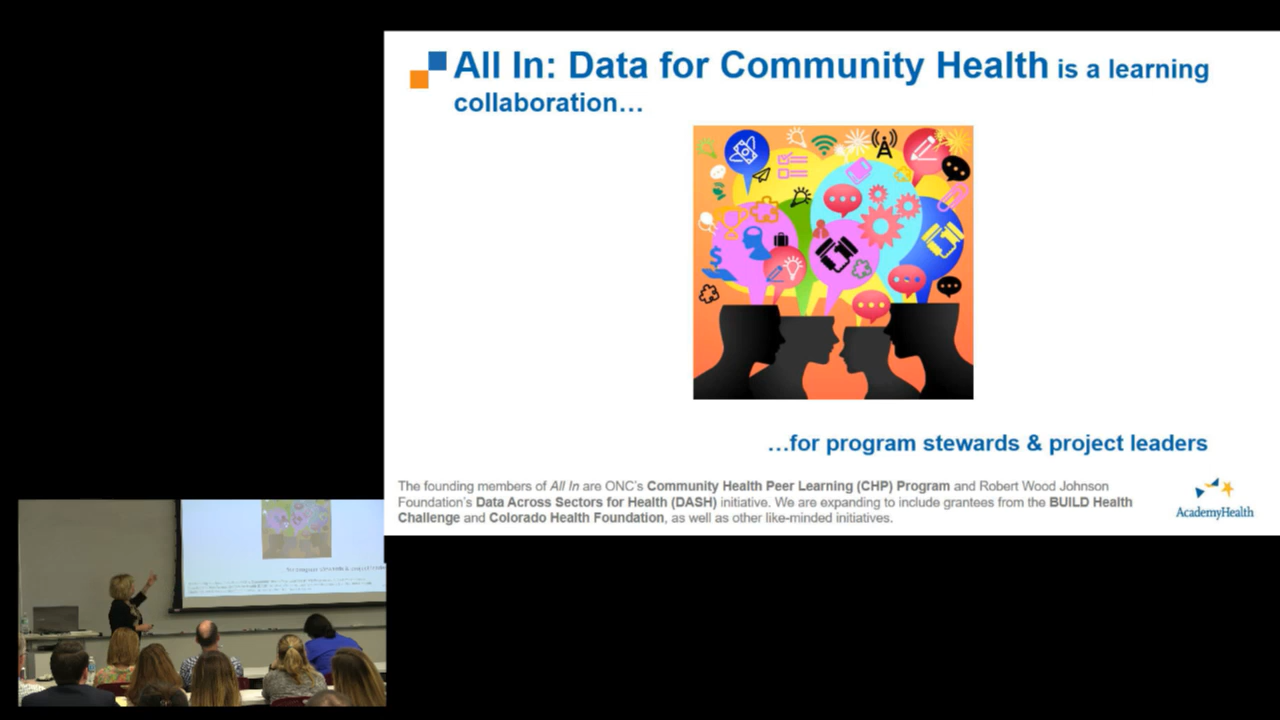 All In: Data for Community Health is a learning
collaboration…
…for program stewards & project leaders
The founding members of All In are ONC's Community Health Peer Learning (CHP) Program and Robert Wood Johnson
Foundation's Data Across Sectors for Health (DASH) initiative. We are expanding to include grantees from the BUILD Health
Challenge and Colorado Health Foundation, as well as other like-minded initiatives.
AcademyHealth